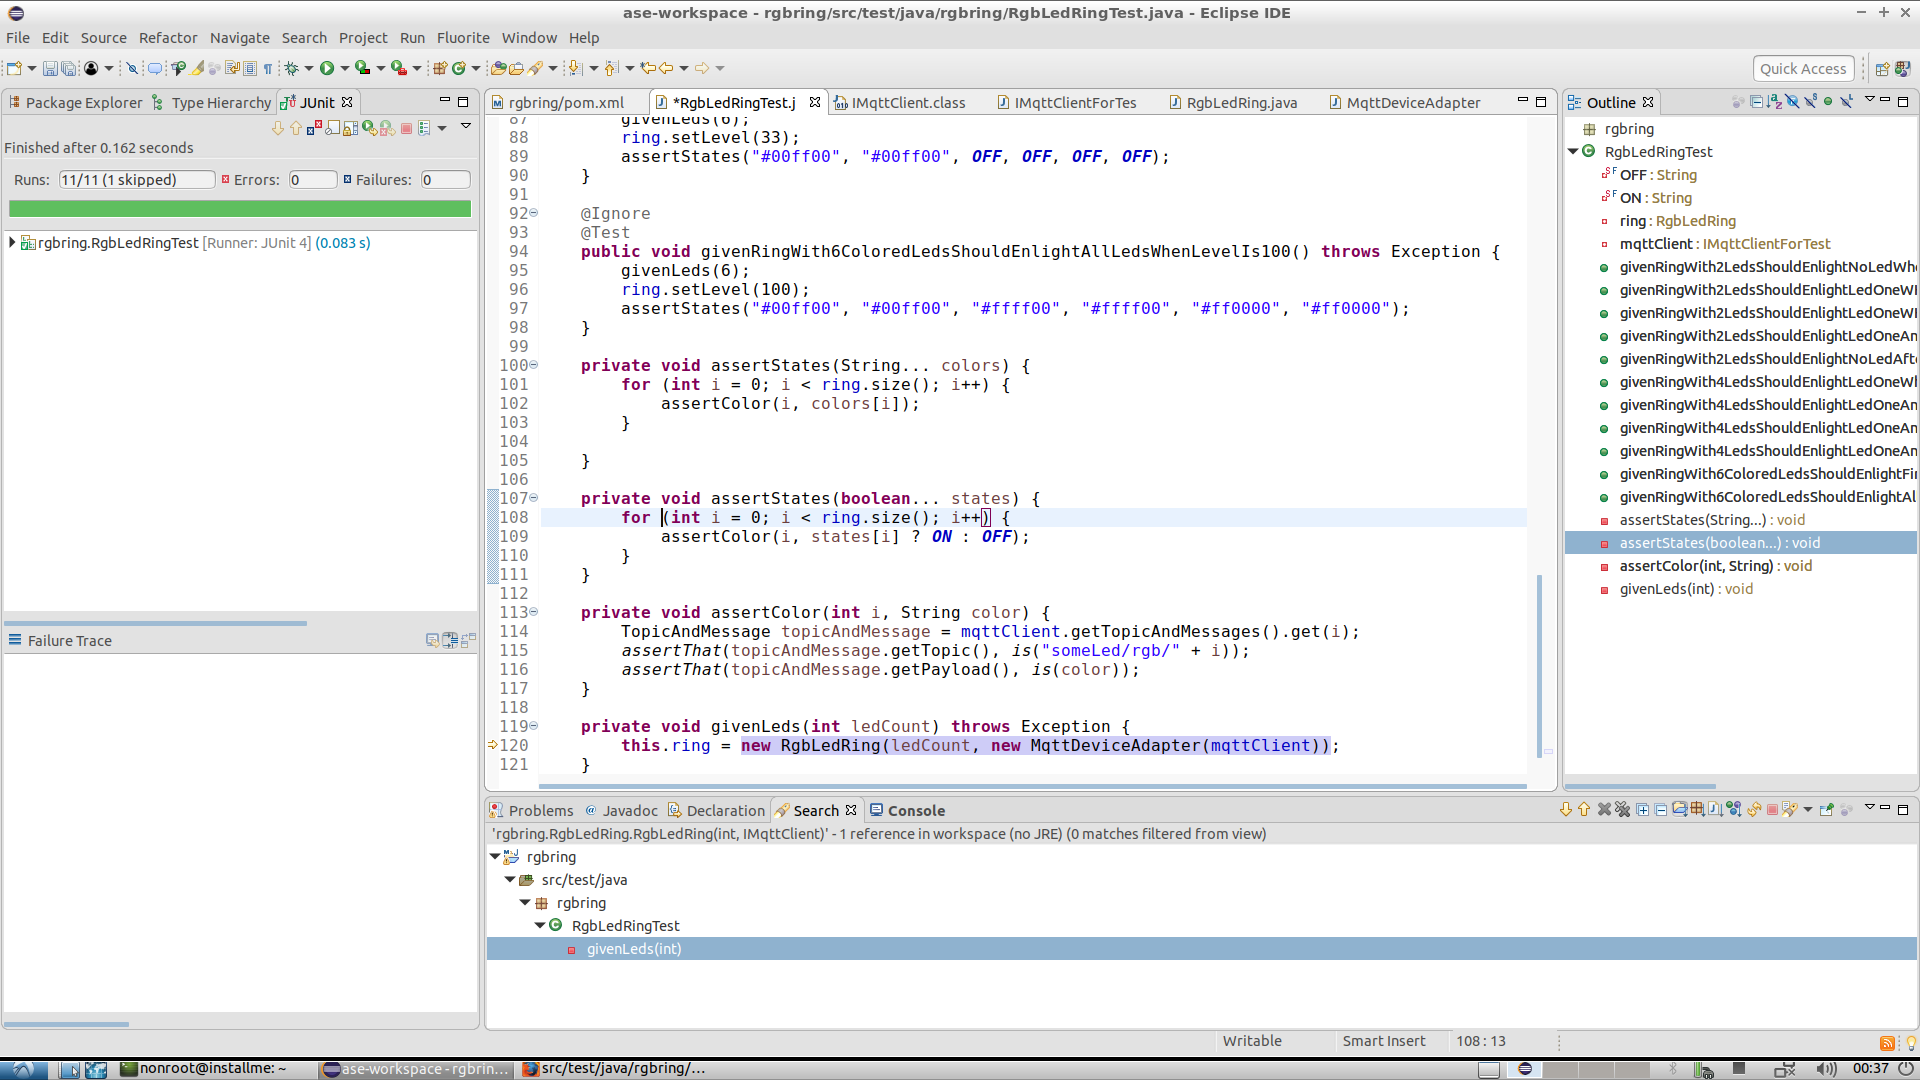 ase-workspace - rgbring/src/test/java/rgbring/RgbLedRingTest.java - Eclipse IDE
File Edit Source Refactor Navigate Search Project Run Fluorite Window Help
Quick Access
Package Explorer Type Hierarchy JUnit
Finished after 0.162 seconds
Runs: 11/11 (1 skipped) Errors: 0 Failures: 0
rgbring.RgbLedRingTest [Runner: JUnit 4] (0.083 s)
Failure Trace
rgbring/pom.xml *RgbLedRingTest.j IMqttClient.class IMqttClientForTes RgbLedRing.java MqttDeviceAdapter
87 givenLeds(6);
88 ring.setLevel(33);
89 assertStates("#00ff00", "#00ff00", OFF, OFF, OFF, OFF);
90 }
91
92 @Ignore
93 @Test
94 public void givenRingWith6ColoredLedsShouldEnlightAllLedsWhenLevelIs100() throws Exception {
95 givenLeds(6);
96 ring.setLevel(100);
97 assertStates("#00ff00", "#00ff00", "#ffff00", "#ffff00", "#ff0000", "#ff0000");
98 }
99
100 private void assertStates(String... colors) {
101 for (int i = 0; i < ring.size(); i++) {
102 assertColor(i, colors[i]);
103 }
104
105 }
106
107 private void assertStates(boolean... states) {
108 for (int i = 0; i < ring.size(); i++) {
109 assertColor(i, states[i] ? ON : OFF);
110 }
111 }
112
113 private void assertColor(int i, String color) {
114 TopicAndMessage topicAndMessage = mqttClient.getTopicAndMessages().get(i);
115 assertThat(topicAndMessage.getTopic(), is("someLed/rgb/" + i));
116 assertThat(topicAndMessage.getPayload(), is(color));
117 }
118
119 private void givenLeds(int ledCount) throws Exception {
120 this.ring = new RgbLedRing(ledCount, new MqttDeviceAdapter(mqttClient));
121 }
Outline
rgbring
RgbLedRingTest
OFF : String
ON : String
ring : RgbLedRing
mqttClient : IMqttClientForTest
givenRingWith2LedsShouldEnlightNoLedWhe
givenRingWith2LedsShouldEnlightLedOneWh
givenRingWith2LedsShouldEnlightLedOneWh
givenRingWith2LedsShouldEnlightLedOneAn
givenRingWith2LedsShouldEnlightNoLedAfte
givenRingWith4LedsShouldEnlightLedOneWh
givenRingWith4LedsShouldEnlightLedOneAn
givenRingWith4LedsShouldEnlightLedOneAn
givenRingWith4LedsShouldEnlightLedOneAn
givenRingWith6ColoredLedsShouldEnlightFi
givenRingWith6ColoredLedsShouldEnlightAl
assertStates(String...) : void
assertStates(boolean...) : void
assertColor(int, String) : void
givenLeds(int) : void
Problems Javadoc Declaration Search Console
'rgbring.RgbLedRing.RgbLedRing(int, IMqttClient)' - 1 reference in workspace (no JRE) (0 matches filtered from view)
rgbring
src/test/java
rgbring
RgbLedRingTest
givenLeds(int)
Writable Smart Insert 108 : 13
nonroot@installme: ~ ase-workspace - rgbrin... src/test/java/rgbring/... 00:37